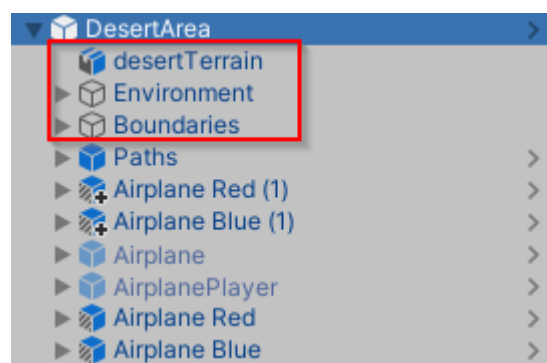 DesertArea
desertTerrain
Environment
Boundaries
Paths
Airplane Red (1)
Airplane Blue (1)
Airplane
AirplanePlayer
Airplane Red
Airplane Blue